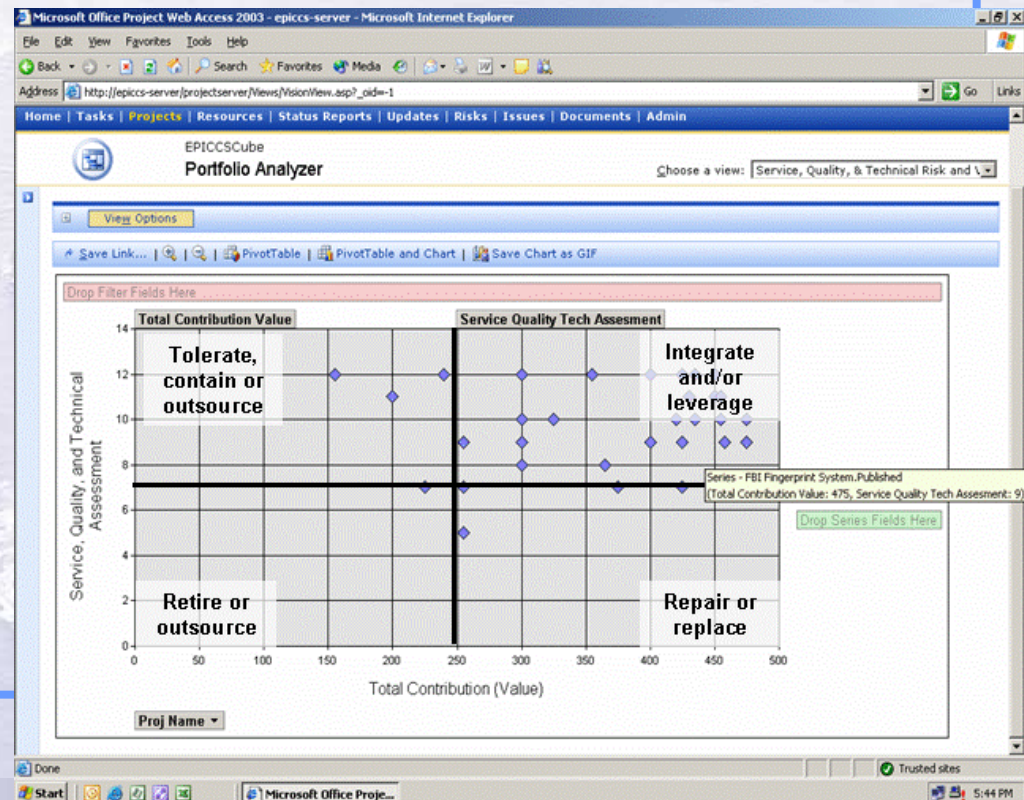 Microsoft Office Project Web Access 2003 - epiccs-server - Microsoft Internet Explorer
File Edit View Favorites Tools Help
Back Search Favorites Media
Address http://epiccs-server/projectserver/Views/VisionView.asp?_oid=-1 Go Links
Home | Tasks | Projects | Resources | Status Reports | Updates | Risks | Issues | Documents | Admin
EPICCSCube
Portfolio Analyzer
Choose a view: Service, Quality, & Technical Risk and V
View Options
Save Link... | | | PivotTable | PivotTable and Chart | Save Chart as GIF
Drop Filter Fields Here
Total Contribution Value Service Quality Tech Assesment
14
12
10
8
6
4
2
0
Service, Quality, and Technical
Assessment
Tolerate,
contain or
outsource
Integrate
and/or
leverage
Series - FBI Fingerprint System.Published
(Total Contribution Value: 475, Service Quality Tech Assesment: 9)
Drop Series Fields Here
Retire or
outsource
Repair or
replace
0 50 100 150 200 250 300 350 400 450 500
Total Contribution (Value)
Proj Name
Done Trusted sites
Start Microsoft Office Proje... 5:44 PM